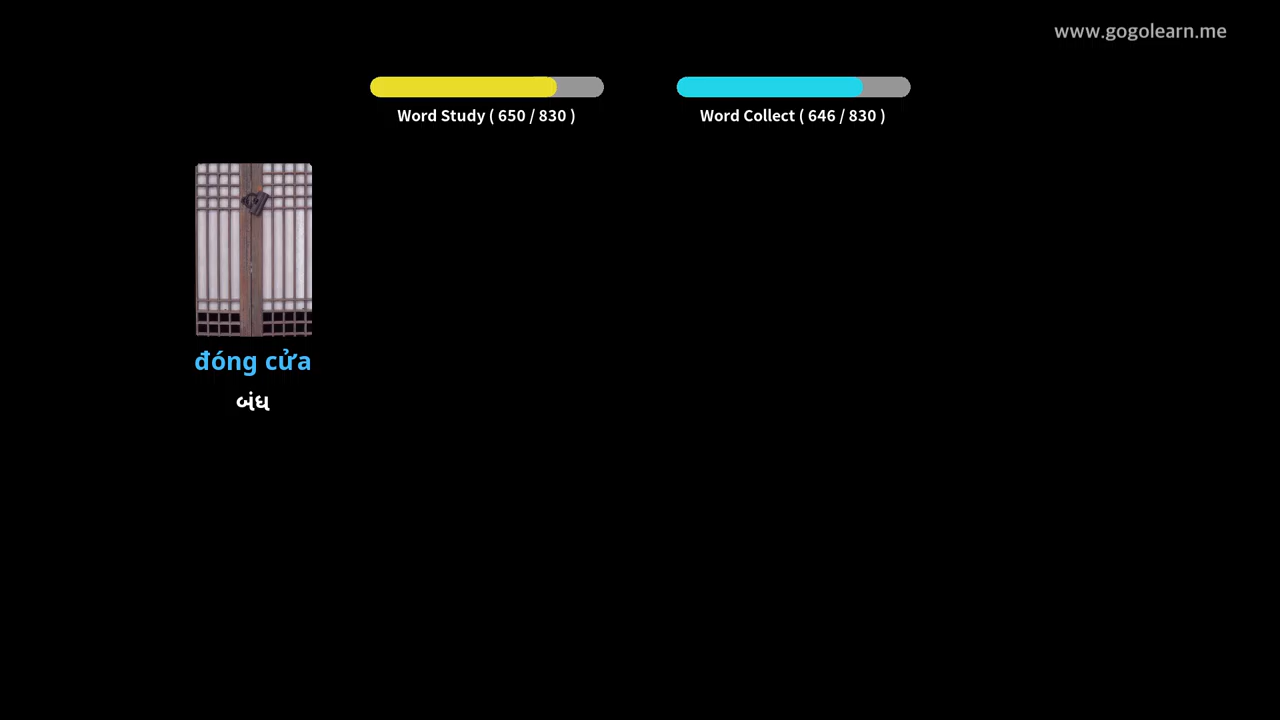 www.gogolearn.me
Word Study ( 650 / 830 )
Word Collect ( 646 / 830 )
đóng cửa
બંધ